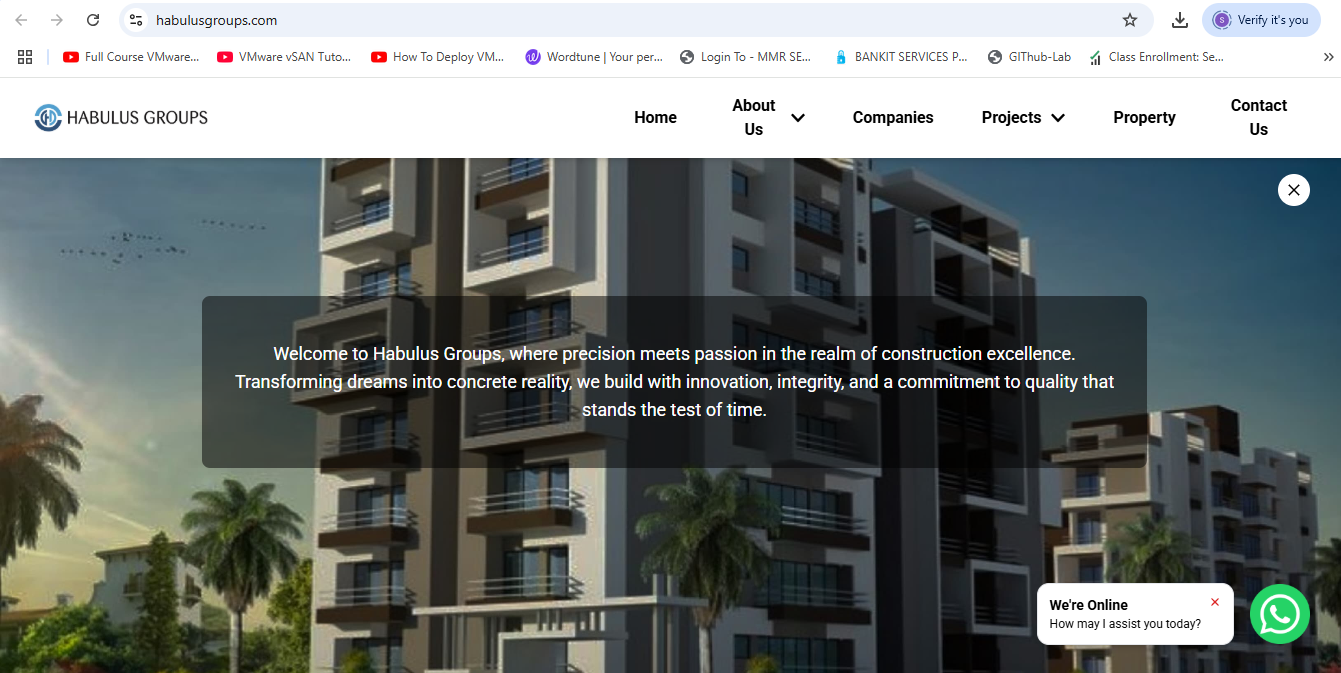 habulusgroups.com
S
Verify it's you
Full Course VMware...
VMware vSAN Tuto...
How To Deploy VM...
Wordtune | Your per...
Login To - MMR SE...
BANKIT SERVICES P...
GIThub-Lab
Class Enrollment: Se...
HABULUS GROUPS
Home
About
Us
Companies
Projects
Property
Contact
Us
Welcome to Habulus Groups, where precision meets passion in the realm of construction excellence.
Transforming dreams into concrete reality, we build with innovation, integrity, and a commitment to quality that
stands the test of time.
We're Online
How may I assist you today?